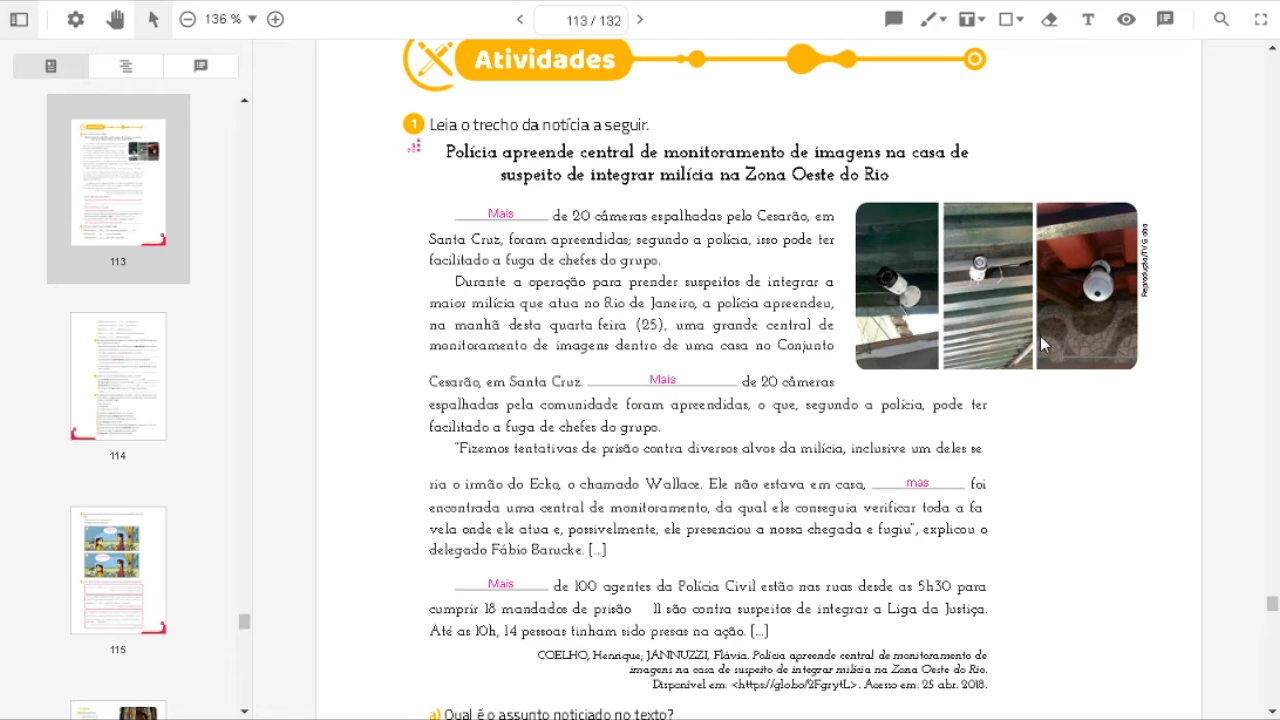 136 %
113 / 132
Atividades
1 Leia o trecho da notícia a seguir.
Polícia apreende central de monitoramento de imagens na casa de
suspeito de integrar milícia na Zona Oeste do Rio
Mais de 20 câmeras espalhadas pelo Cesarão, em
Santa Cruz, foram apreendidas; segundo a polícia, isso pode ter
facilitado a fuga de chefes do grupo.
Durante a operação para prender suspeitos de integrar a
maior milícia que atua no Rio de Janeiro, a polícia apreendeu,
na manhã desta quarta-feira (25), uma grande central de
monitoramento de imagens dentro de uma casa no Conjunto
Cesarão, em Santa Cruz. Mais de 20 câmeras
espalhadas pela comunidade foram apreendidas, o que, segundo a polícia, pode ter
facilitado a fuga de chefes do grupo.
"Fizemos tentativas de prisão contra diversos alvos da milícia, inclusive um deles se
ria o irmão do Ecko, o chamado Wallace. Ele não estava em casa, mas foi
encontrada uma central de monitoramento, da qual ele conseguia verificar toda a fa
vela onde ele atua e, possivelmente, ele presenciou a nossa chegada e fugiu", explicou o
delegado Fábio Barucke. [...]
Mais 100 agentes da Polícia Civil estão nas ruas desde as 5h30 para
cumprir 18 mandados de prisão 11 são contra suspeitos de integrar a Liga da Justiça.
Até as 10h, 14 pessoas tinham sido presas na ação. [...]
COELHO, Henrique; JANNUZZI, Flávia. Polícia apreende central de monitoramento de
imagens na casa de suspeito de integrar milícia na Zona Oeste do Rio.
Disponível em: <https://glo.bo/2FgrytL>. Acesso em: 25 abr. 2018.
a) Qual é o assunto noticiado no texto?
Reprodução/TV Globo
113
114
115